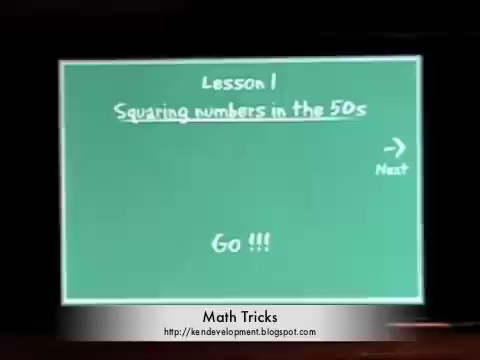 Lesson 1
Squaring numbers in the 50s
→
Next
Go !!!
Math Tricks
http://kendevelopment.blogspot.com